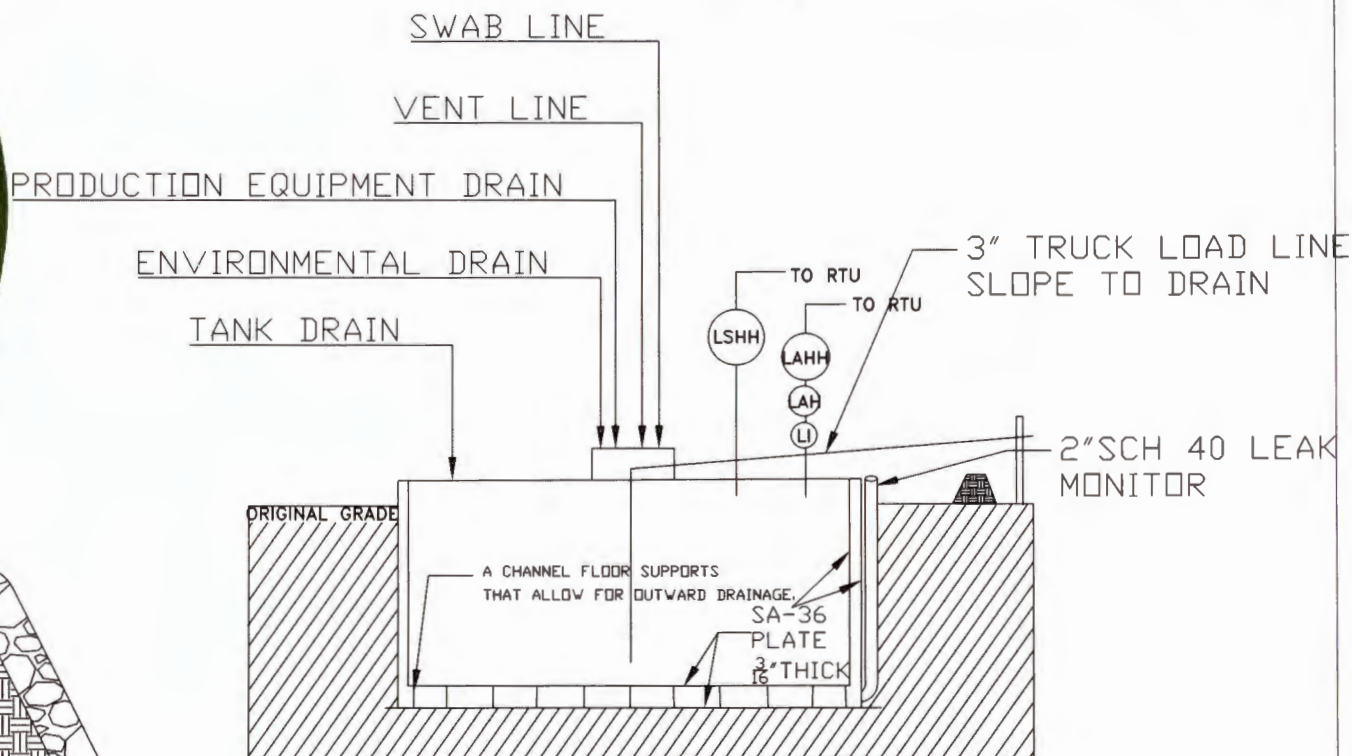 SWAB LINE
VENT LINE
PRODUCTION EQUIPMENT DRAIN
ENVIRONMENTAL DRAIN
TANK DRAIN
TO RTU
TO RTU
3" TRUCK LOAD LINE
SLOPE TO DRAIN
LSHH
LAHH
LAH
LI
2"SCH 40 LEAK
MONITOR
ORIGINAL GRADE
A CHANNEL FLOOR SUPPORTS
THAT ALLOW FOR OUTWARD DRAINAGE.
SA-36
PLATE
3/16" THICK